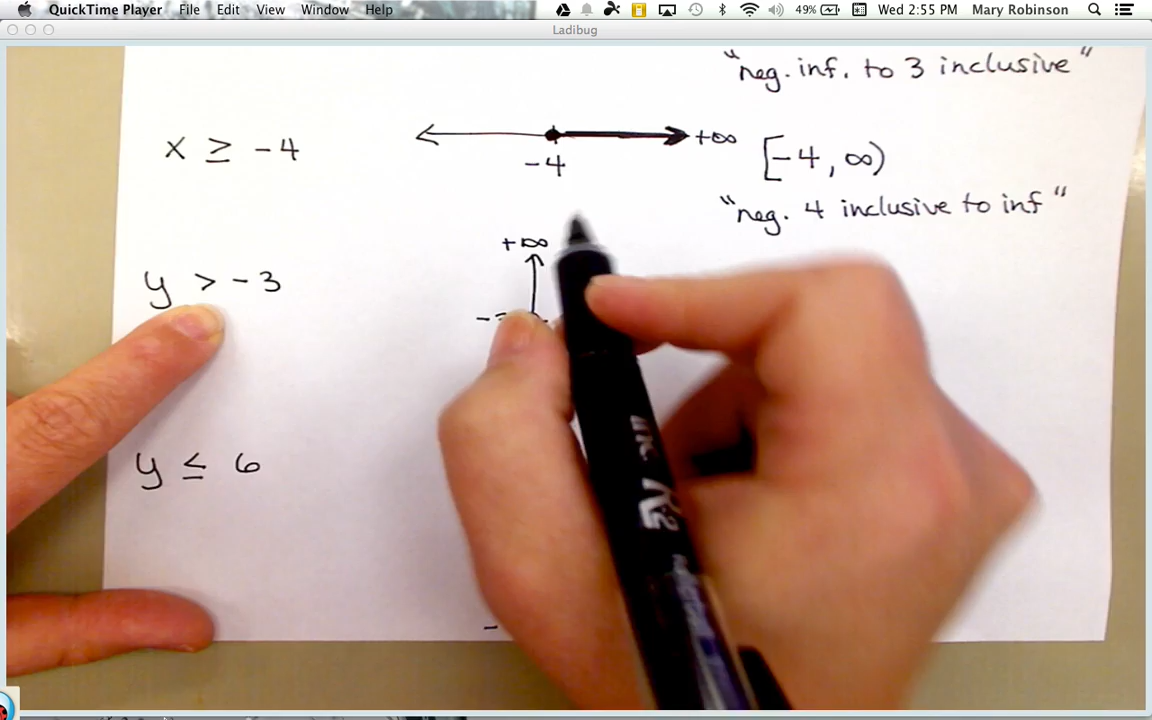 QuickTime Player File Edit View Window Help 49% Wed 2:55 PM Mary Robinson
Ladibug
"neg. inf. to 3 inclusive"
x ≥ -4
-4
+∞
[-4, ∞)
"neg. 4 inclusive to inf"
+∞
y > -3
y ≤ 6